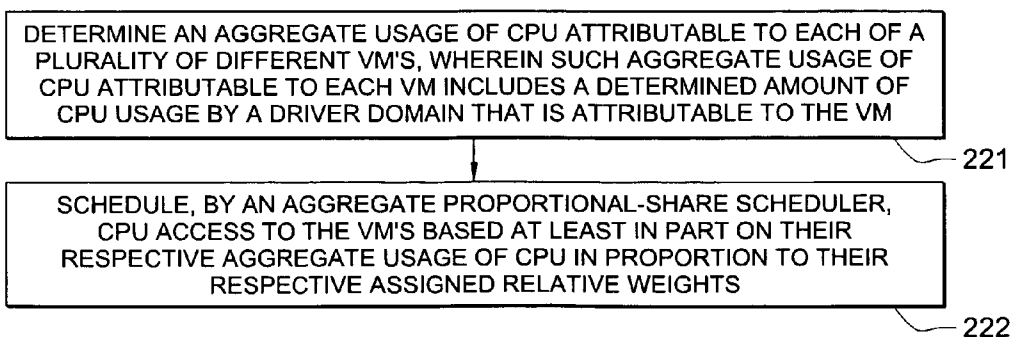 DETERMINE AN AGGREGATE USAGE OF CPU ATTRIBUTABLE TO EACH OF A
PLURALITY OF DIFFERENT VM'S, WHEREIN SUCH AGGREGATE USAGE OF
CPU ATTRIBUTABLE TO EACH VM INCLUDES A DETERMINED AMOUNT OF
CPU USAGE BY A DRIVER DOMAIN THAT IS ATTRIBUTABLE TO THE VM
221
SCHEDULE, BY AN AGGREGATE PROPORTIONAL-SHARE SCHEDULER,
CPU ACCESS TO THE VM'S BASED AT LEAST IN PART ON THEIR
RESPECTIVE AGGREGATE USAGE OF CPU IN PROPORTION TO THEIR
RESPECTIVE ASSIGNED RELATIVE WEIGHTS
222